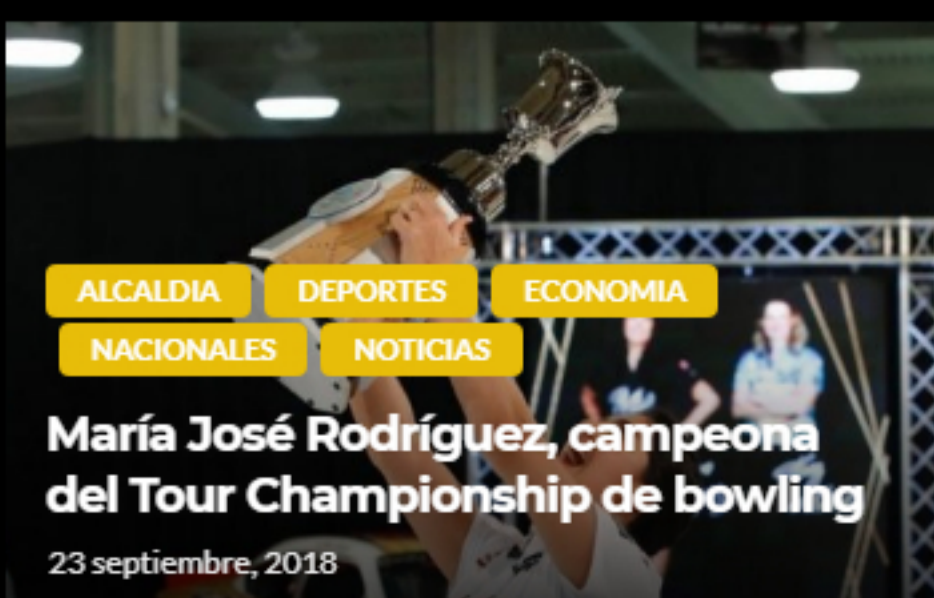 ALCALDIA DEPORTES ECONOMIA
NACIONALES NOTICIAS
María José Rodríguez, campeona
del Tour Championship de bowling
23 septiembre, 2018